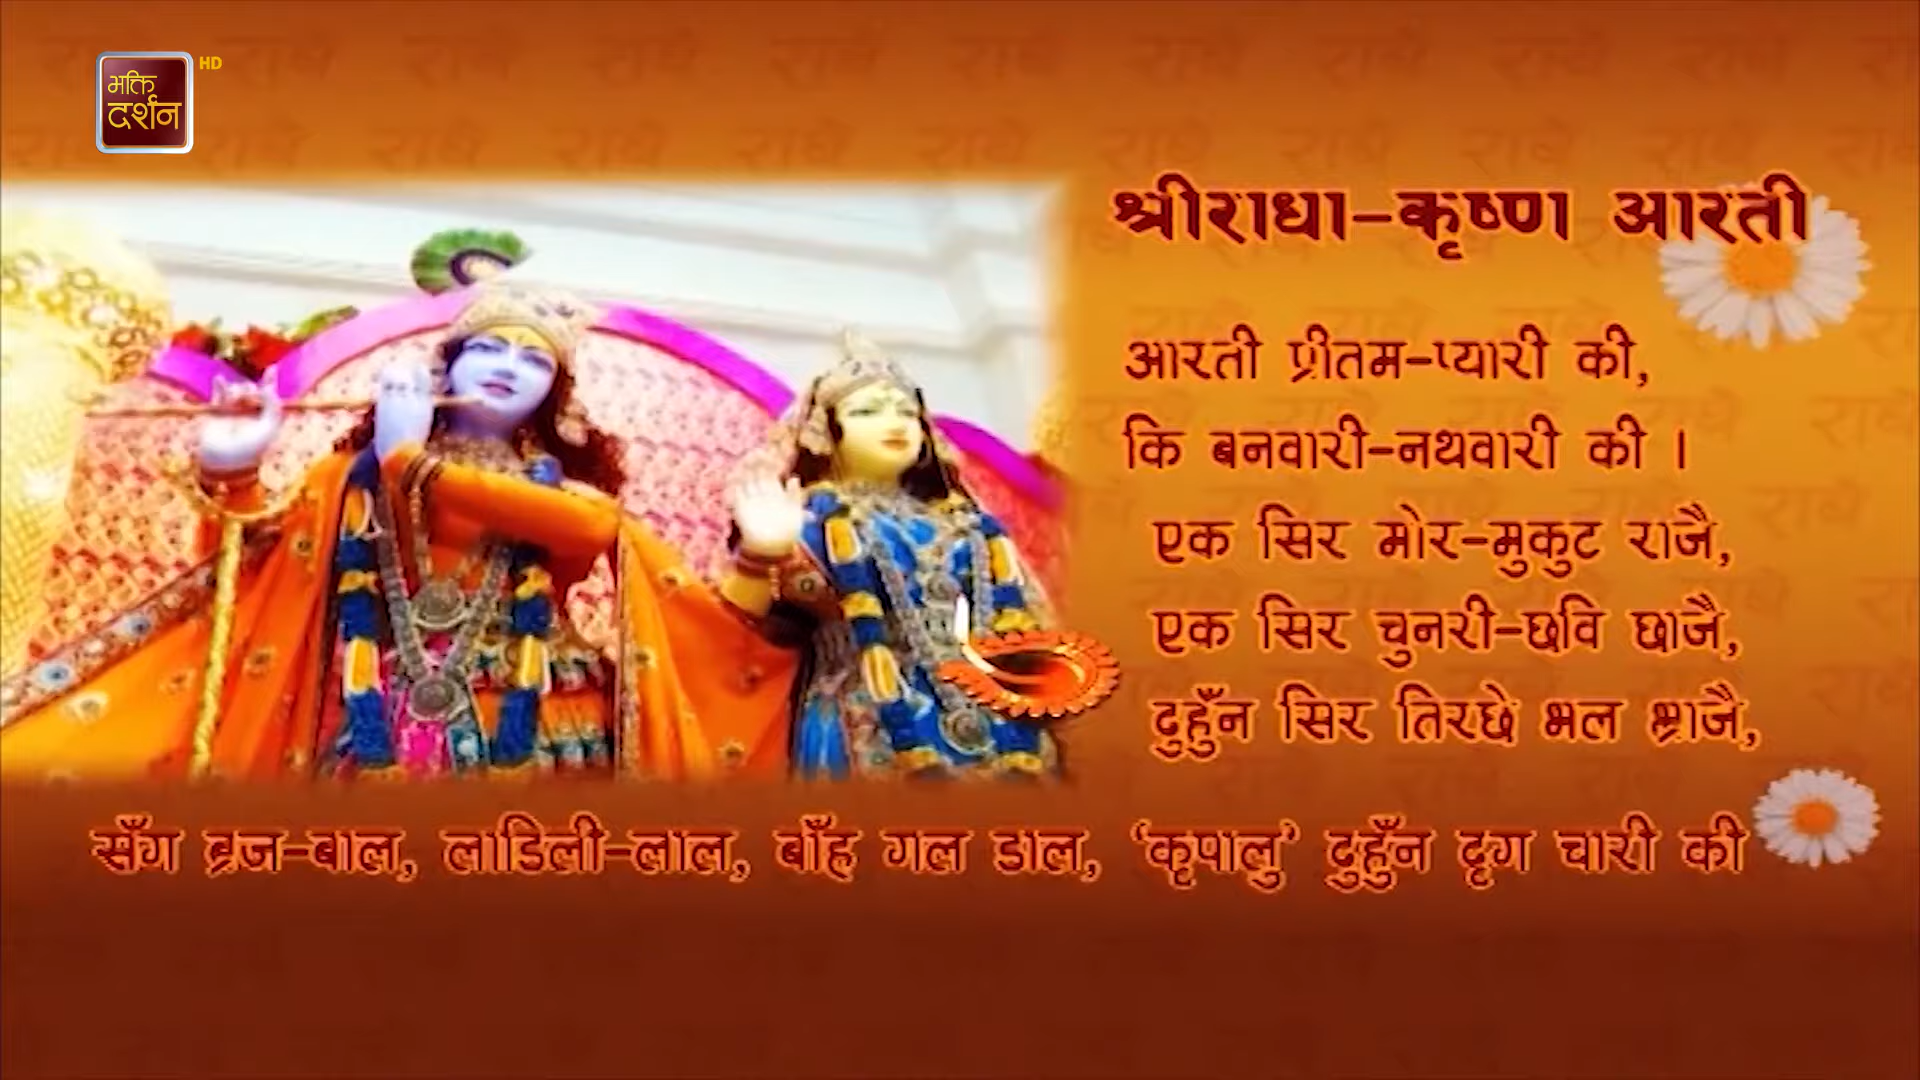 भक्ति
दर्शन
HD
श्रीराधा-कृष्ण आरती
आरती प्रीतम-प्यारी की,
कि बनवारी-नथवारी की ।
एक सिर मोर-मुकुट राजै,
एक सिर चुनरी-छवि छाजै,
दुहुँन सिर तिरछे भल भ्राजै,
सँग ब्रज-बाल, लाडिली-लाल, बाँह गल डाल, ‘कृपालु’ दुहुँन दृग चारी की